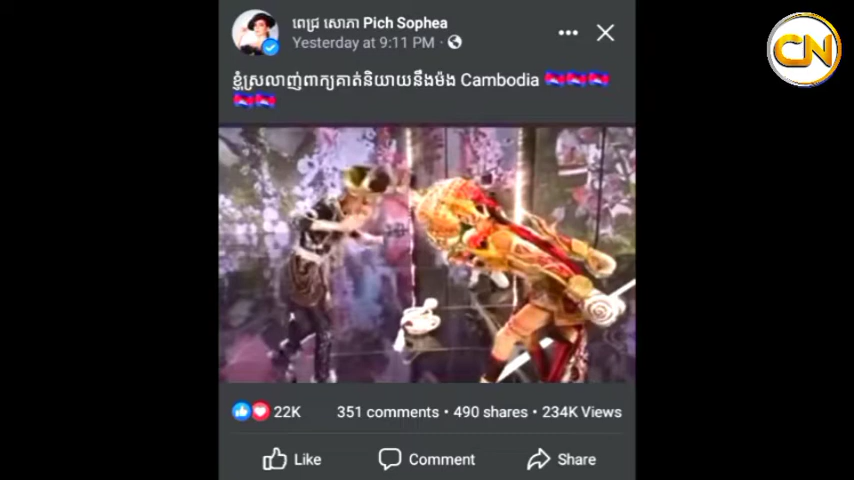 ពេជ្រ សោភា Pich Sophea
Yesterday at 9:11 PM ·
CN
ខ្ញុំស្រលាញ់ពាក្យគាត់និយាយនឹងម៉ង Cambodia
22K 351 comments · 490 shares · 234K Views
Like Comment Share